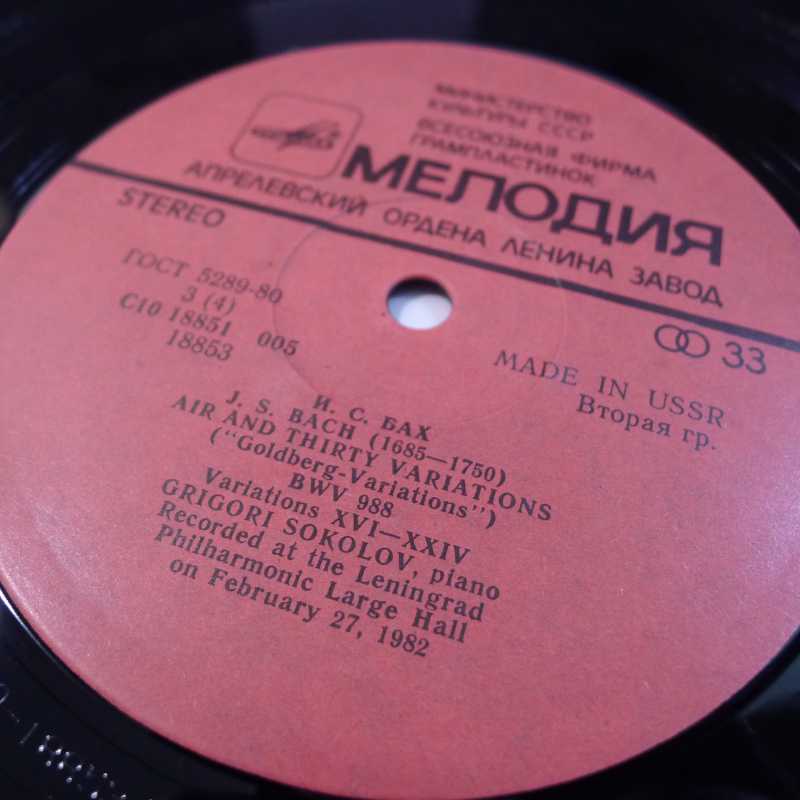 МИНИСТЕРСТВО
КУЛЬТУРЫ СССР
ВСЕСОЮЗНАЯ ФИРМА
ГРАМПЛАСТИНОК
МЕЛОДИЯ
АПРЕЛЕВСКИЙ ОРДЕНА ЛЕНИНА ЗАВОД
STEREO
33
ГОСТ 5289-80
3 (4)
С10 18851 005
18853
MADE IN USSR
Вторая гр.
И. С. БАХ
J. S. BACH (1685—1750)
AIR AND THIRTY VARIATIONS
("Goldberg-Variations")
BWV 988
Variations XVI—XXIV
GRIGORI SOKOLOV, piano
Recorded at the Leningrad
Philharmonic Large Hall
on February 27, 1982